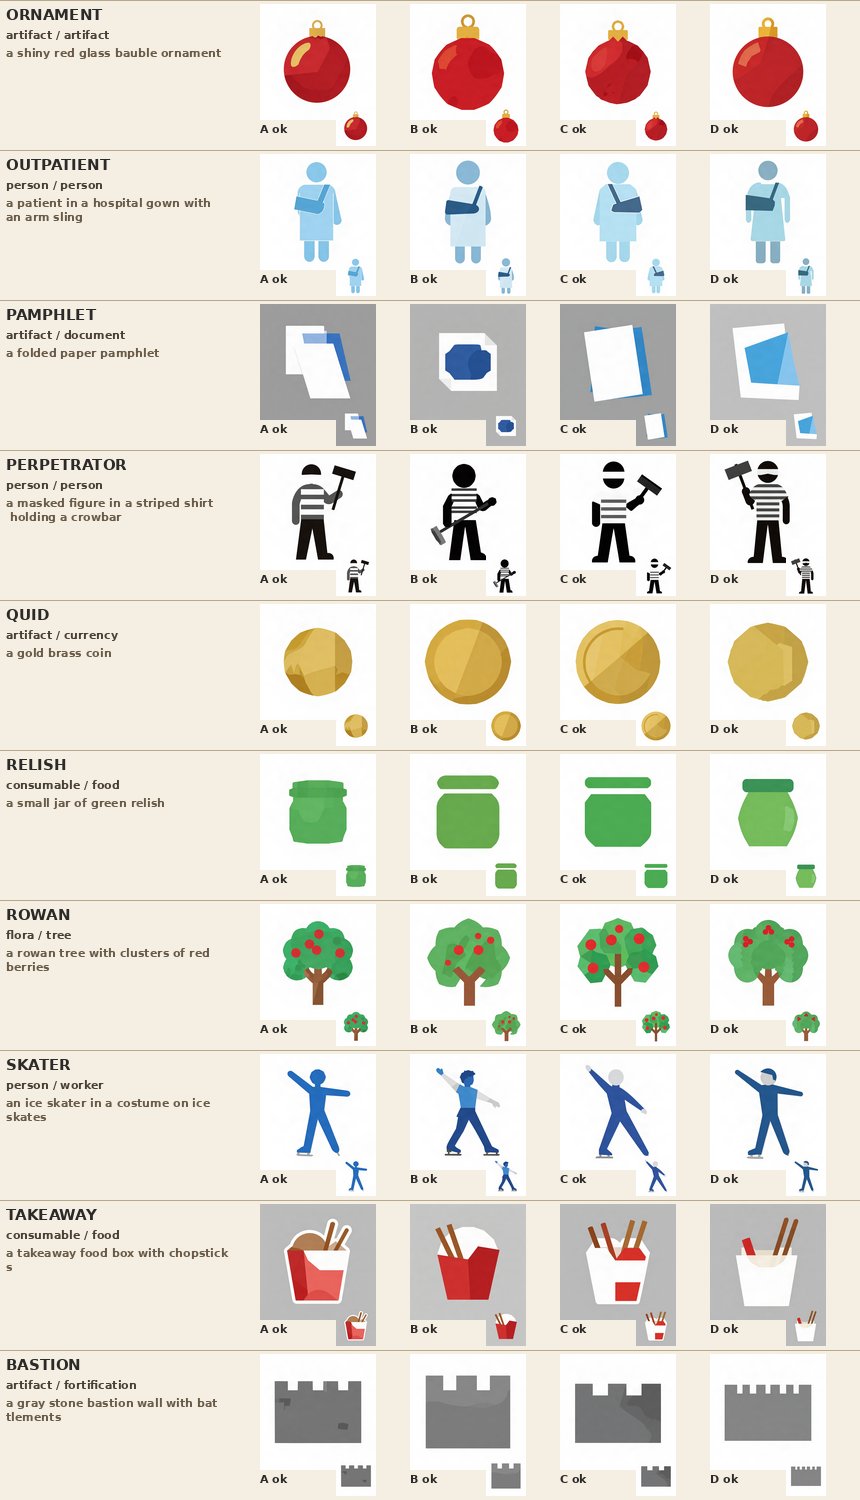 ORNAMENT
artifact / artifact
a shiny red glass bauble ornament
A ok
B ok
C ok
D ok
OUTPATIENT
person / person
a patient in a hospital gown with
an arm sling
A ok
B ok
C ok
D ok
PAMPHLET
artifact / document
a folded paper pamphlet
A ok
B ok
C ok
D ok
PERPETRATOR
person / person
a masked figure in a striped shirt
holding a crowbar
A ok
B ok
C ok
D ok
QUID
artifact / currency
a gold brass coin
A ok
B ok
C ok
D ok
RELISH
consumable / food
a small jar of green relish
A ok
B ok
C ok
D ok
ROWAN
flora / tree
a rowan tree with clusters of red
berries
A ok
B ok
C ok
D ok
SKATER
person / worker
an ice skater in a costume on ice
skates
A ok
B ok
C ok
D ok
TAKEAWAY
consumable / food
a takeaway food box with chopstick
s
A ok
B ok
C ok
D ok
BASTION
artifact / fortification
a gray stone bastion wall with bat
tlements
A ok
B ok
C ok
D ok